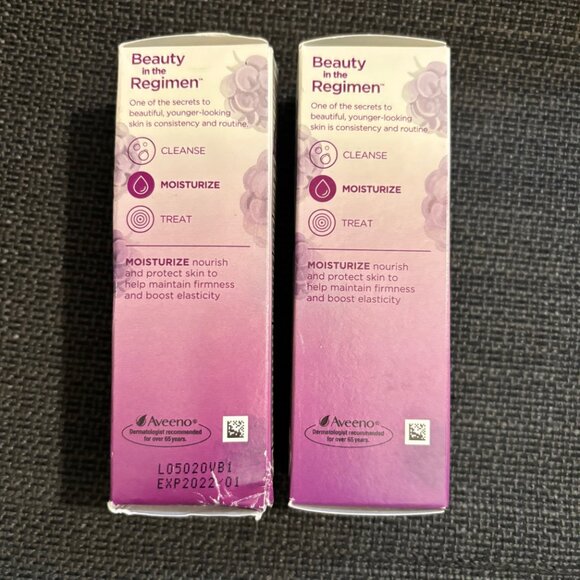 Beauty
in the
Regimen™
One of the secrets to
beautiful, younger-looking
skin is consistency and routine.
CLEANSE
MOISTURIZE
TREAT
MOISTURIZE nourish
and protect skin to
help maintain firmness
and boost elasticity
Aveeno®
Dermatologist recommended
for over 65 years.
L05020VB1
EXP2022/01
Beauty
in the
Regimen™
One of the secrets to
beautiful, younger-looking
skin is consistency and routine.
CLEANSE
MOISTURIZE
TREAT
MOISTURIZE nourish
and protect skin to
help maintain firmness
and boost elasticity
Aveeno®
Dermatologist recommended
for over 65 years.